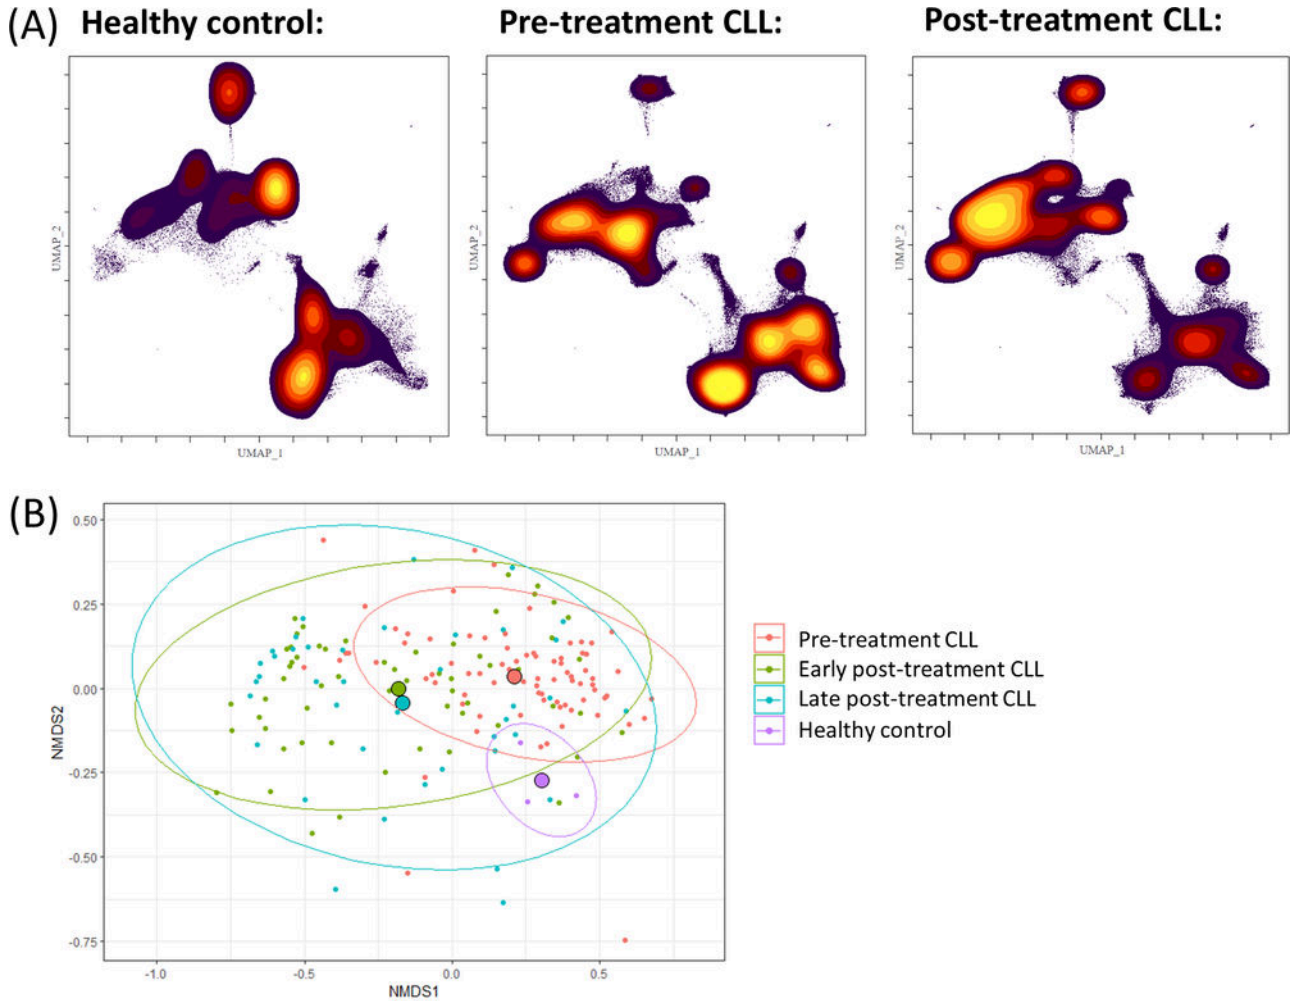 (A) Healthy control: Pre-treatment CLL: Post-treatment CLL:
UMAP_2 UMAP_2 UMAP_2
UMAP_1 UMAP_1 UMAP_1
(B)
0.50
0.25
0.00
-0.25
-0.50
-0.75
NMDS2
-1.0 -0.5 0.0 0.5
NMDS1
Pre-treatment CLL
Early post-treatment CLL
Late post-treatment CLL
Healthy control